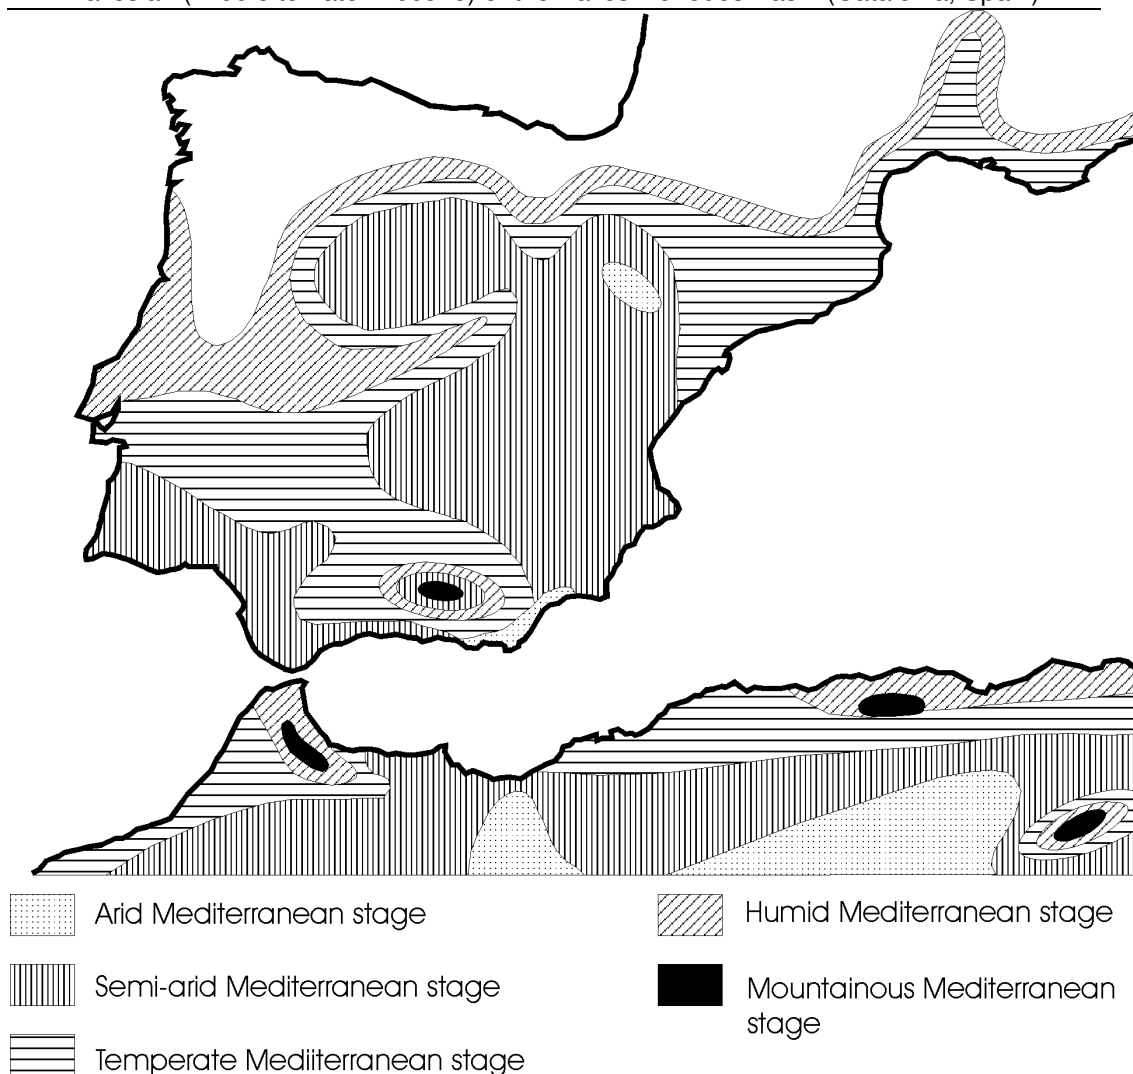 Arid Mediterranean stage
Humid Mediterranean stage
Semi-arid Mediterranean stage
Mountainous Mediterranean
stage
Temperate Mediiterranean stage